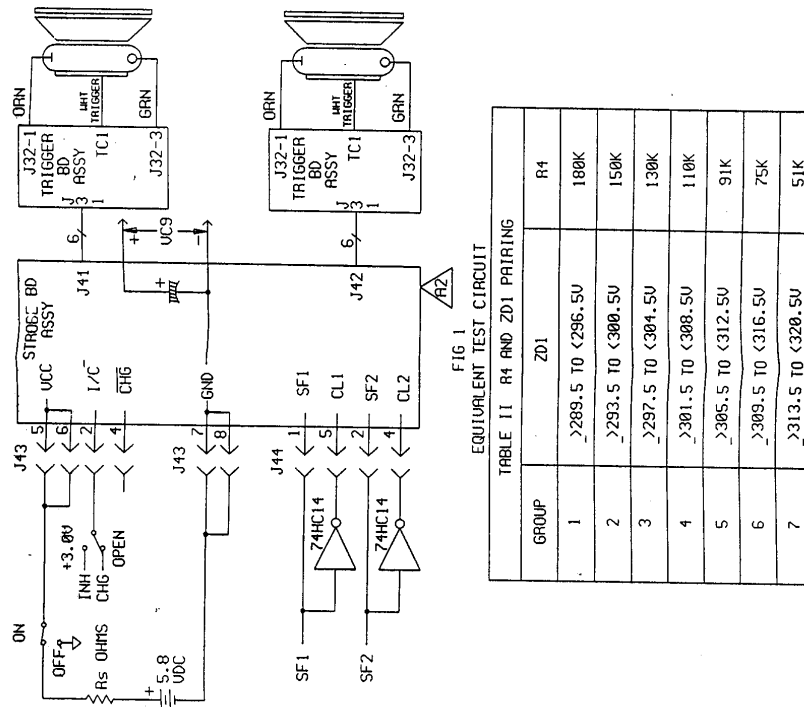 ON
OFF
Rs OHMS
+
5.8
VDC
+3.0V
INH
CHG
OPEN
J43
5
6
2
4
J43
7
8
STROBE BD
ASSY
VCC
I/C
CHG
GND
SF1
CL1
SF2
CL2
J44
1
5
2
4
SF1
74HC14
SF2
74HC14
J41
J42
A2
+
+
VC9
-
6
6
J32-1
TRIGGER
BD
ASSY
TC1
J
3
1
J32-3
ORN
WHT
TRIGGER
GRN
J32-1
TRIGGER
BD
ASSY
TC1
J
3
1
J32-3
ORN
WHT
TRIGGER
GRN
FIG 1
EQUIVALENT TEST CIRCUIT
TABLE II R4 AND ZD1 PAIRING
GROUP ZD1 R4
1 >289.5 TO <296.5V 180K
2 >293.5 TO <300.5V 150K
3 >297.5 TO <304.5V 130K
4 >301.5 TO <308.5V 110K
5 >305.5 TO <312.5V 91K
6 >309.5 TO <316.5V 75K
7 >313.5 TO <320.5V 51K